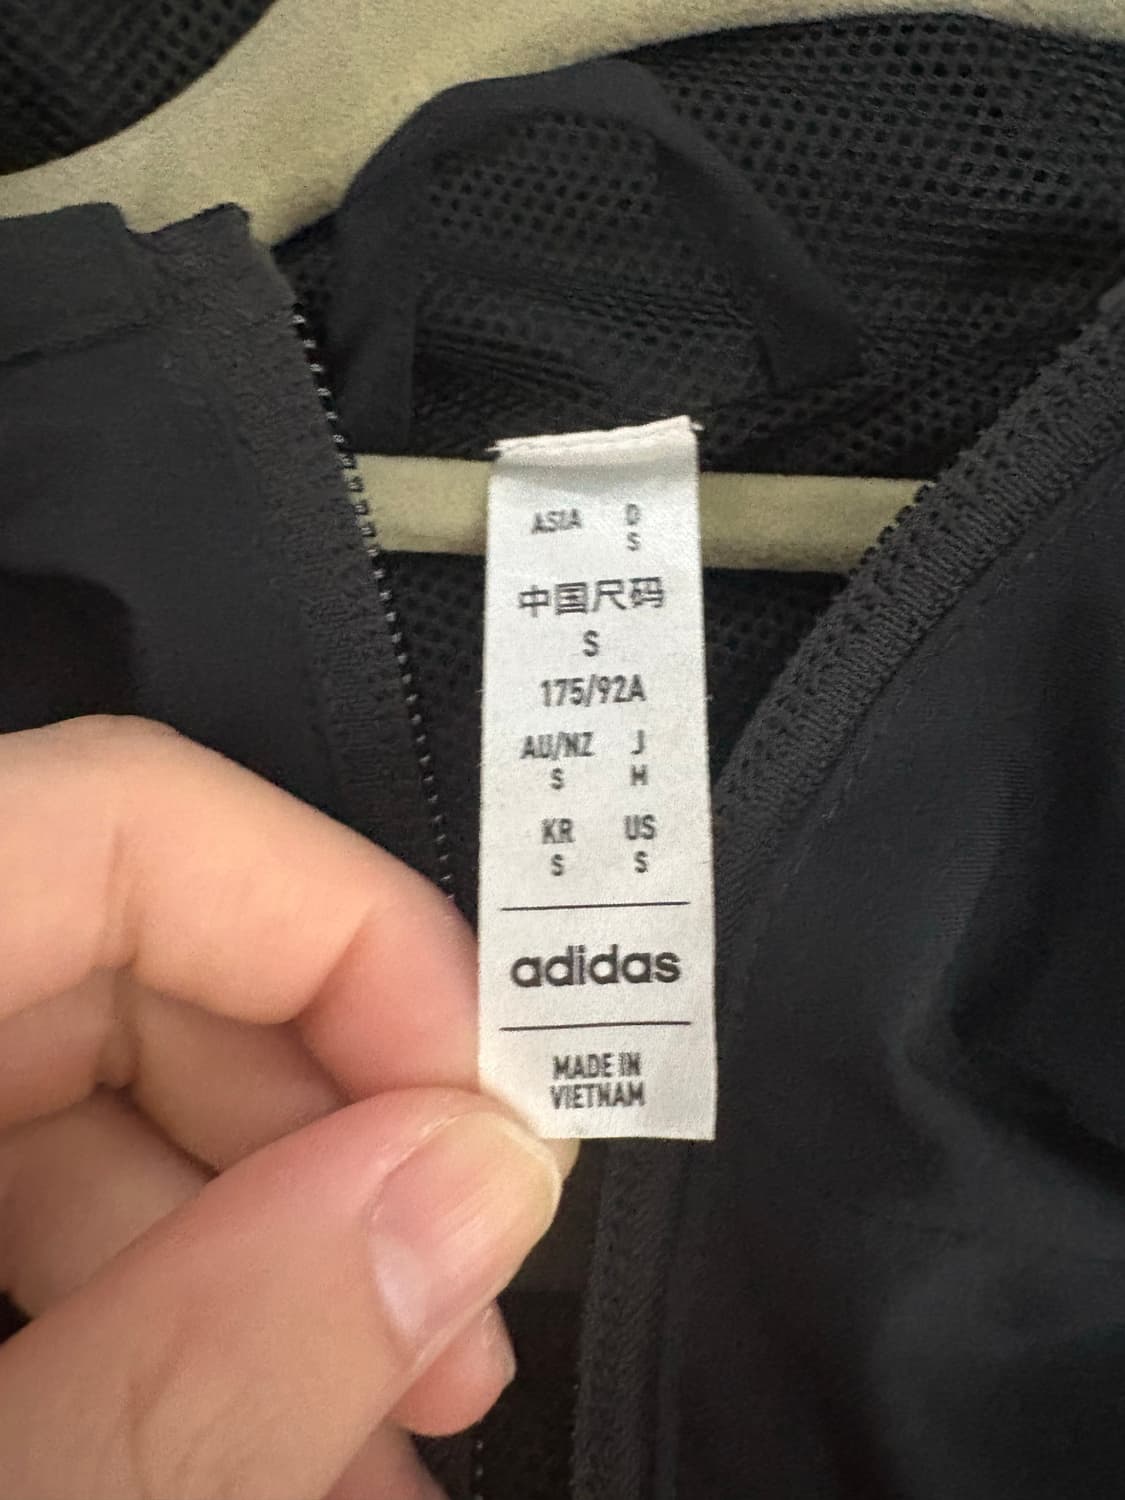 ASIA D
S
中国尺码
S
175/92A
AU/NZ J
S M
KR US
S S
adidas
MADE IN
VIETNAM